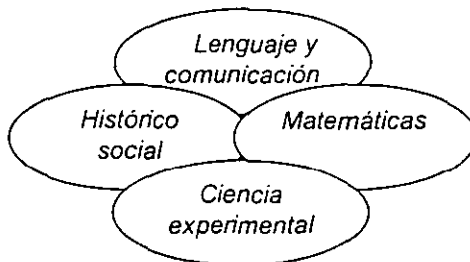 Lenguaje y
comunicación
Histórico
social
Matemáticas
Ciencia
experimental